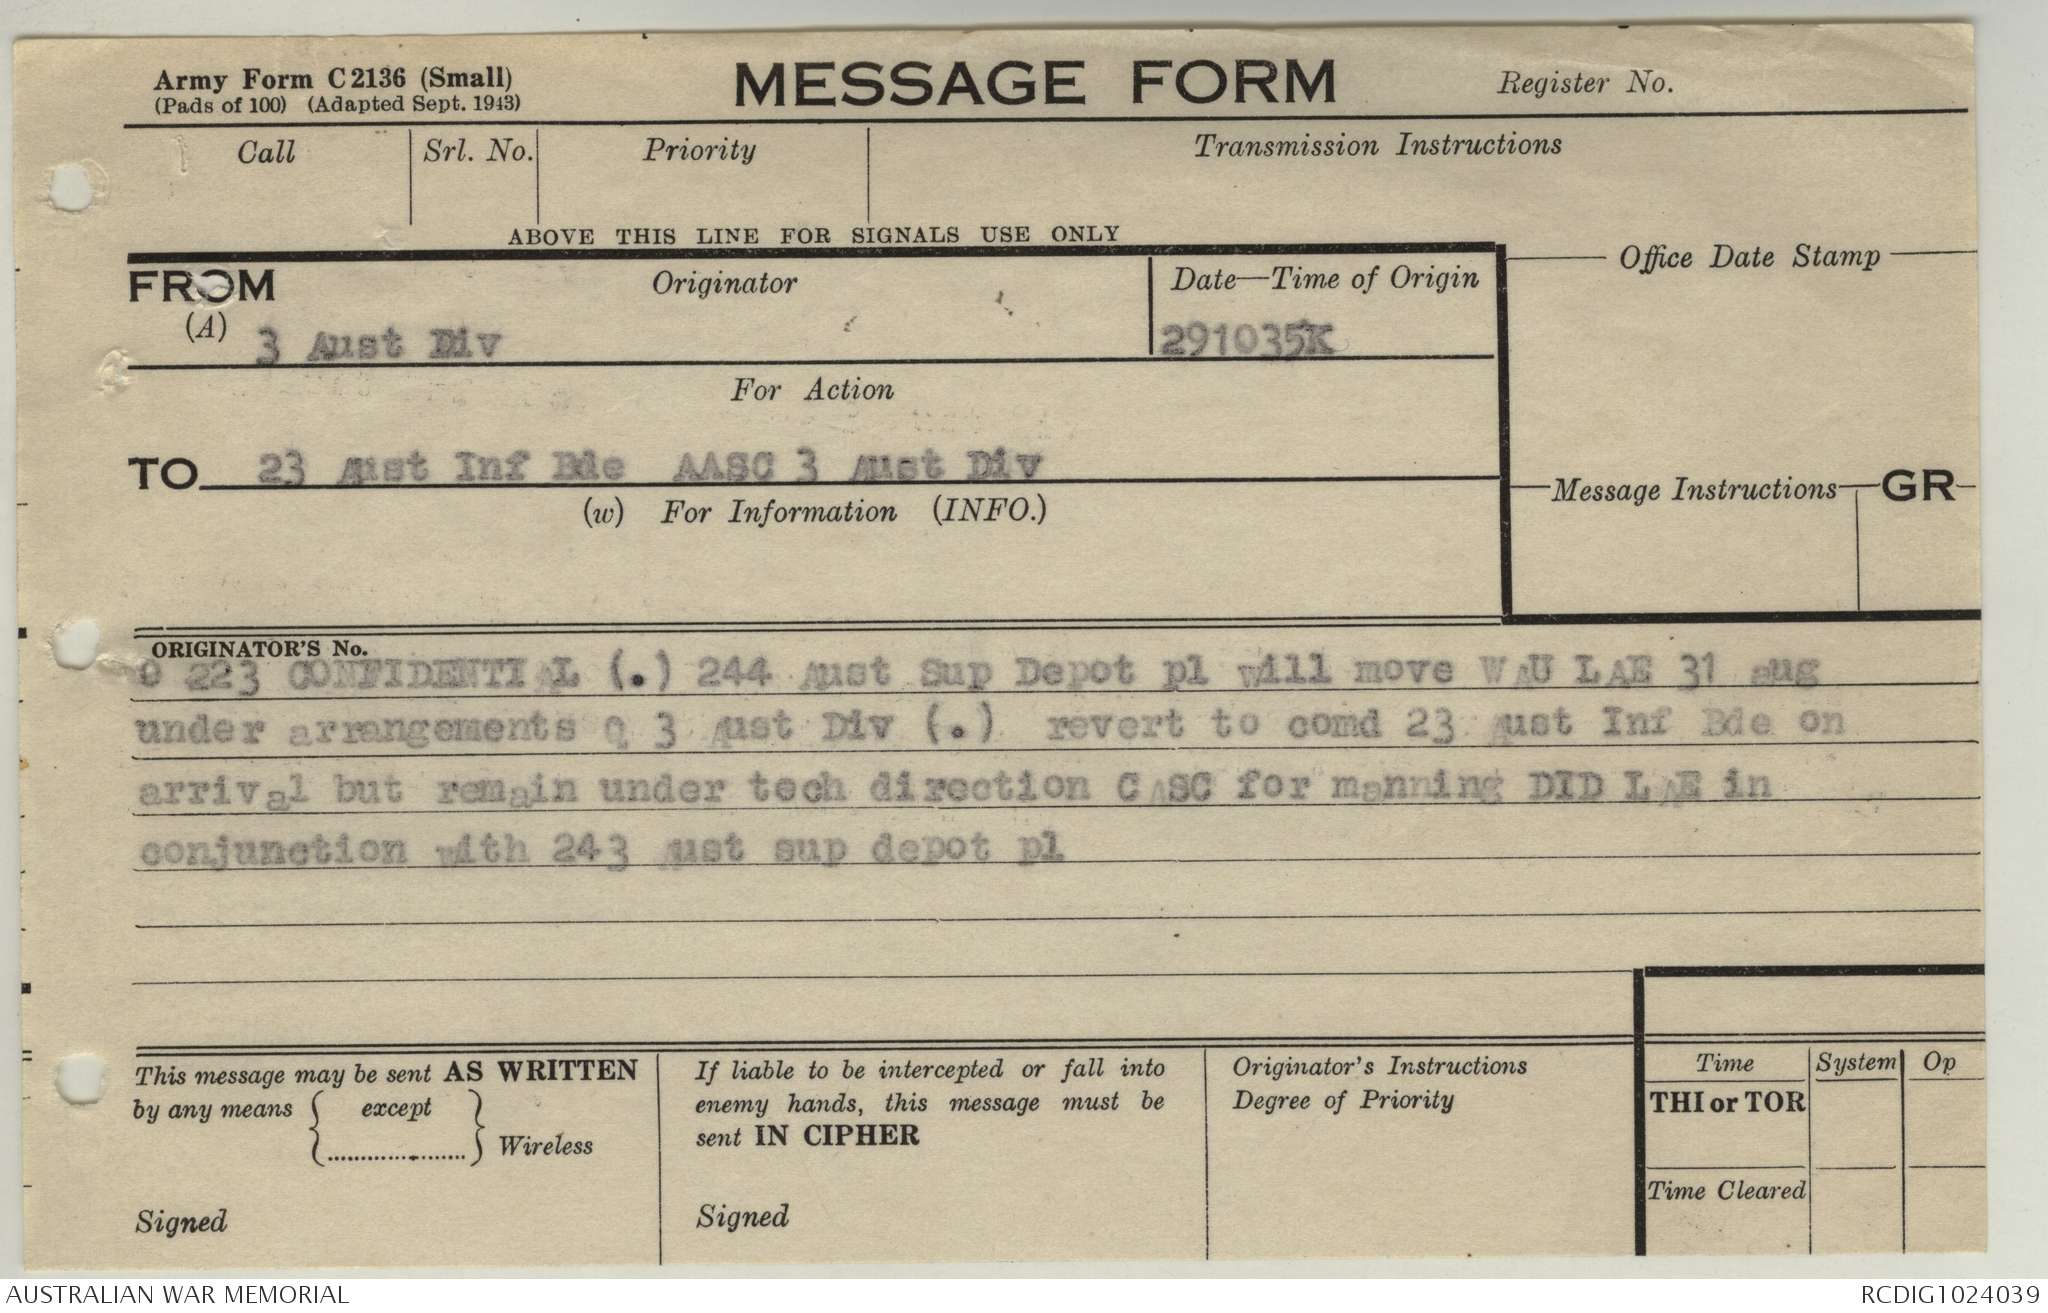 Army Form C2136 (Small)
(Pads of 100) (Adapted Sept. 1943)
MESSAGE FORM
Register No.
Call
Srl. No.
Priority
Transmission Instructions
ABOVE THIS LINE FOR SIGNALS USE ONLY
FROM
(A)
Originator
Date—Time of Origin
Office Date Stamp
3 Aust Div
291035K
For Action
TO
23 Aust Inf Bde AASC 3 Aust Div
(w) For Information (INFO.)
Message Instructions
GR
ORIGINATOR'S No.
O 223 CONFIDENTIAL (.) 244 Aust Sup Depot pl will move WAU LAE 31 aug
under arrangements Q 3 Aust Div (.) revert to comd 23 Aust Inf Bde on
arrival but remain under tech direction CASC for manning DID LAE in
conjunction with 243 Aust sup depot pl
This message may be sent AS WRITTEN
by any means { except
} Wireless
Signed
If liable to be intercepted or fall into
enemy hands, this message must be
sent IN CIPHER
Signed
Originator's Instructions
Degree of Priority
Time
System
Op
THI or TOR
Time Cleared
AUSTRALIAN WAR MEMORIAL
RCDIG1024039